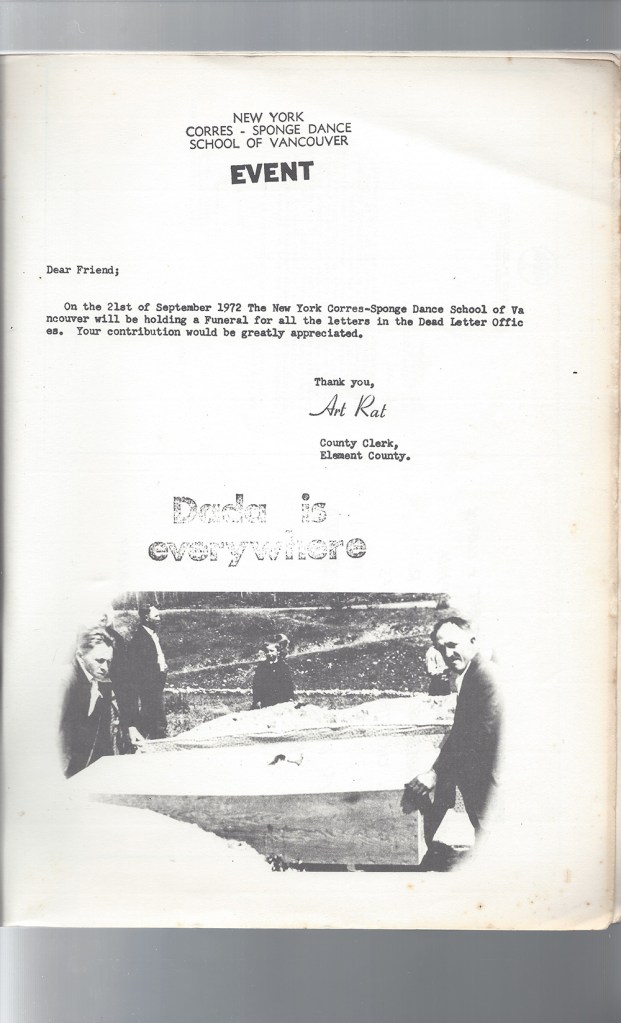 NEW YORK
CORRES - SPONGE DANCE
SCHOOL OF VANCOUVER
EVENT
Dear Friend;
On the 21st of September 1972 The New York Corres-Sponge Dance School of Va
ncouver will be holding a Funeral for all the letters in the Dead Letter Offic
es. Your contribution would be greatly appreciated.
Thank you,
Art Rat
County Clerk,
Element County.
Dada is
everywhere